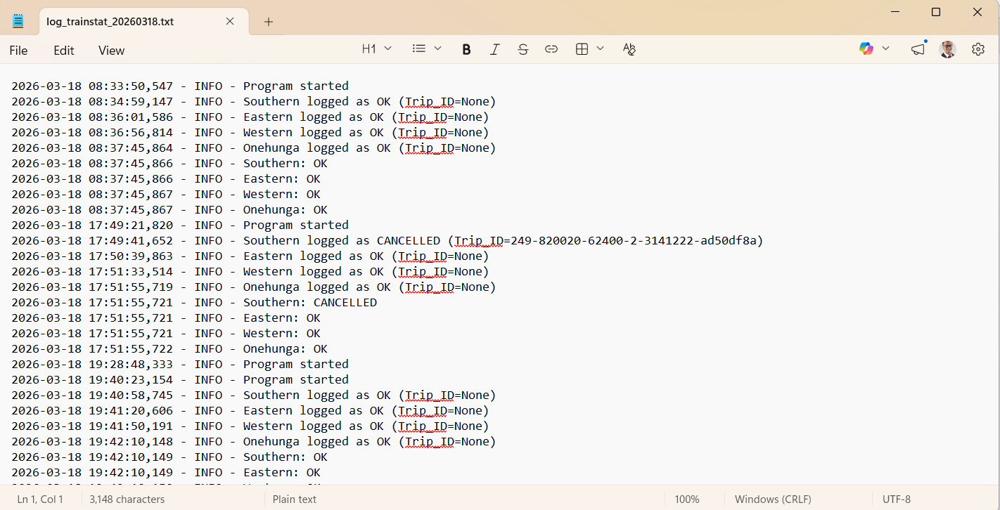 log_trainstat_20260318.txt
File Edit View H1 B I S
2026-03-18 08:33:50,547 - INFO - Program started
2026-03-18 08:34:59,147 - INFO - Southern logged as OK (Trip_ID=None)
2026-03-18 08:36:01,586 - INFO - Eastern logged as OK (Trip_ID=None)
2026-03-18 08:36:56,814 - INFO - Western logged as OK (Trip_ID=None)
2026-03-18 08:37:45,864 - INFO - Onehunga logged as OK (Trip_ID=None)
2026-03-18 08:37:45,866 - INFO - Southern: OK
2026-03-18 08:37:45,866 - INFO - Eastern: OK
2026-03-18 08:37:45,867 - INFO - Western: OK
2026-03-18 08:37:45,867 - INFO - Onehunga: OK
2026-03-18 17:49:21,820 - INFO - Program started
2026-03-18 17:49:41,652 - INFO - Southern logged as CANCELLED (Trip_ID=249-820020-62400-2-3141222-ad50df8a)
2026-03-18 17:50:39,863 - INFO - Eastern logged as OK (Trip_ID=None)
2026-03-18 17:51:33,514 - INFO - Western logged as OK (Trip_ID=None)
2026-03-18 17:51:55,719 - INFO - Onehunga logged as OK (Trip_ID=None)
2026-03-18 17:51:55,721 - INFO - Southern: CANCELLED
2026-03-18 17:51:55,721 - INFO - Eastern: OK
2026-03-18 17:51:55,721 - INFO - Western: OK
2026-03-18 17:51:55,722 - INFO - Onehunga: OK
2026-03-18 19:28:48,333 - INFO - Program started
2026-03-18 19:40:23,154 - INFO - Program started
2026-03-18 19:40:58,745 - INFO - Southern logged as OK (Trip_ID=None)
2026-03-18 19:41:20,606 - INFO - Eastern logged as OK (Trip_ID=None)
2026-03-18 19:41:50,191 - INFO - Western logged as OK (Trip_ID=None)
2026-03-18 19:42:10,148 - INFO - Onehunga logged as OK (Trip_ID=None)
2026-03-18 19:42:10,149 - INFO - Southern: OK
2026-03-18 19:42:10,149 - INFO - Eastern: OK
Ln 1, Col 1 3,148 characters Plain text 100% Windows (CRLF) UTF-8